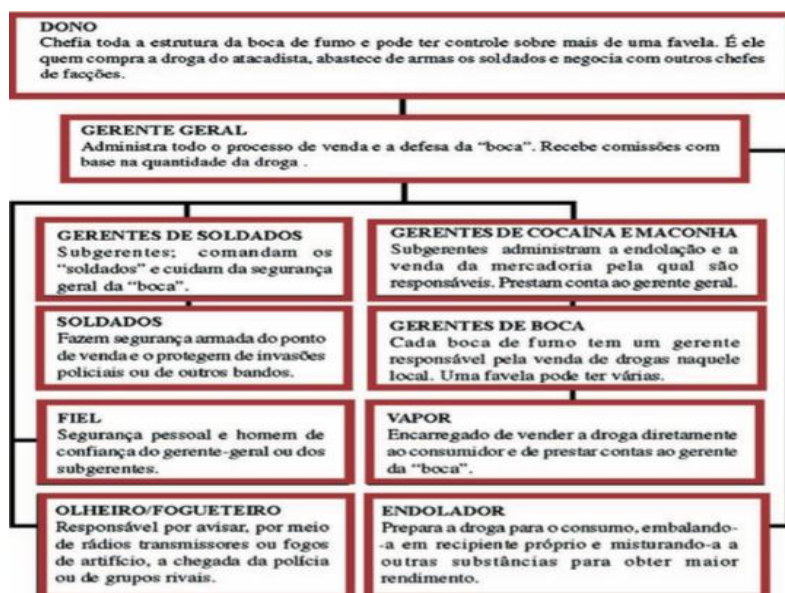 DONO
Chefia toda a estrutura da boca de fumo e pode ter controle sobre mais de uma favela. É ele
quem compra a droga do atacadista, abastece de armas os soldados e negocia com outros chefes
de facções.
GERENTE GERAL
Administra todo o processo de venda e a defesa da “boca”. Recebe comissões com
base na quantidade da droga .
GERENTES DE SOLDADOS
Subgerentes; comandam os
“soldados” e cuidam da segurança
geral da “boca”.
GERENTES DE COCAÍNA E MACONHA
Subgerentes administram a endolação e a
venda da mercadoria pela qual são
responsáveis. Prestam conta ao gerente geral.
SOLDADOS
Fazem segurança armada do ponto
de venda e o protegem de invasões
policiais ou de outros bandos.
GERENTES DE BOCA
Cada boca de fumo tem um gerente
responsável pela venda de drogas naquele
local. Uma favela pode ter várias.
FIEL
Segurança pessoal e homem de
confiança do gerente-geral ou dos
subgerentes.
VAPOR
Encarregado de vender a droga diretamente
ao consumidor e de prestar contas ao gerente
da “boca”.
OLHEIRO/FOGUETEIRO
Responsável por avisar, por meio
de rádios transmissores ou fogos
de artifício, a chegada da polícia
ou de grupos rivais.
ENDOLADOR
Prepara a droga para o consumo, embalando-
-a em recipiente próprio e misturando-a a
outras substâncias para obter maior
rendimento.